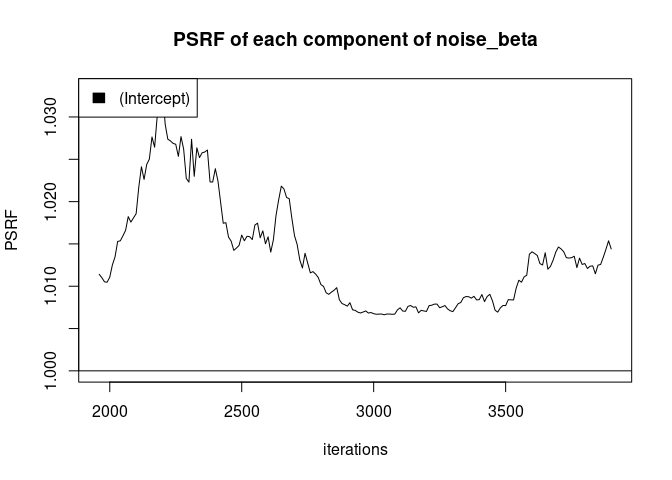 PSRF of each component of noise_beta
(Intercept)
1.030
1.020
1.010
1.000
PSRF
2000 2500 3000 3500
iterations